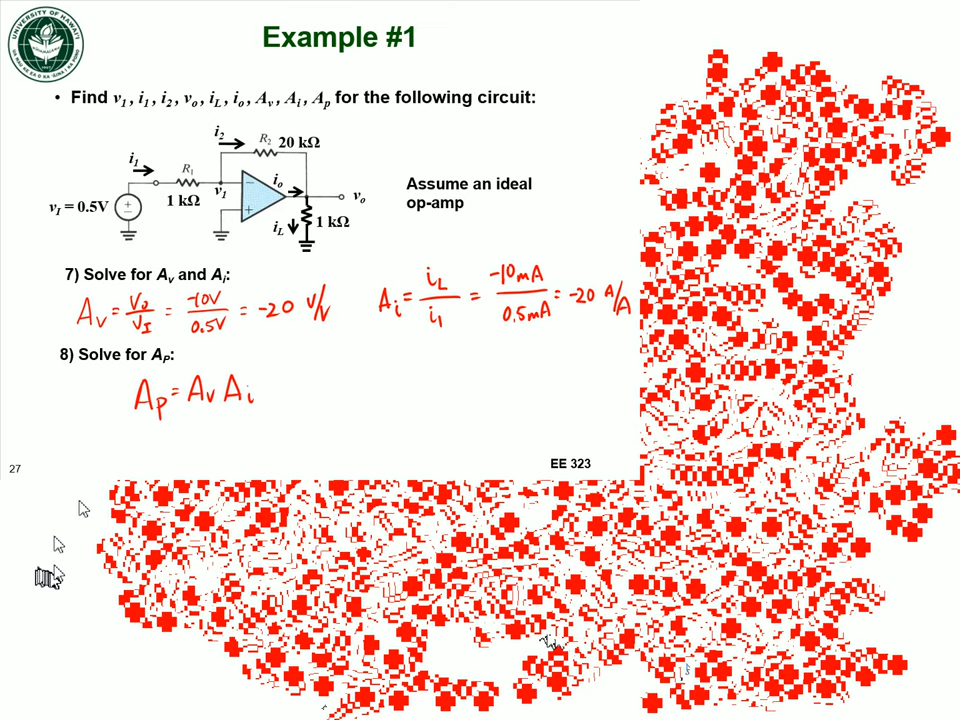 UNIVERSITY OF HAWAI'I
Example #1
• Find v1 , i1 , i2 , vo , iL , io , Av , Ai , Ap for the following circuit:
i2
R2 20 kΩ
i1
R1
1 kΩ
v1
io
vo
vI = 0.5V
iL
1 kΩ
Assume an ideal
op-amp
7) Solve for Av and Ai:
Av = vo/vI = -10V/0.5V = -20 V/V
Ai = iL/i1 = -10mA/0.5mA = -20 A/A
8) Solve for AP:
Ap = Av Ai
27
EE 323